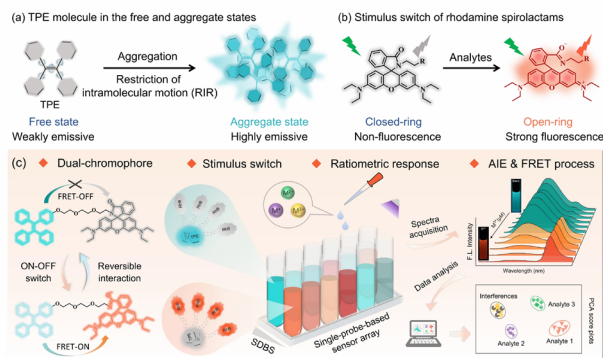 (a) TPE molecule in the free and aggregate states
Aggregation
Restriction of
intramolecular motion (RIR)
TPE
Free state
Weakly emissive
Aggregate state
Highly emissive
(b) Stimulus switch of rhodamine spirolactams
Analytes
Closed-ring
Non-fluorescence
Open-ring
Strong fluorescence
(c)
Dual-chromophore
Stimulus switch
Ratiometric response
AIE & FRET process
FRET-OFF
ON-OFF
switch
Reversible
interaction
FRET-ON
SDBS
Single-probe-based
sensor array
Spectra
acquisition
Data analysis
F.L. Intensity
Wavelength (nm)
PCA score plots
Interferences
Analyte 3
Analyte 2
Analyte 1